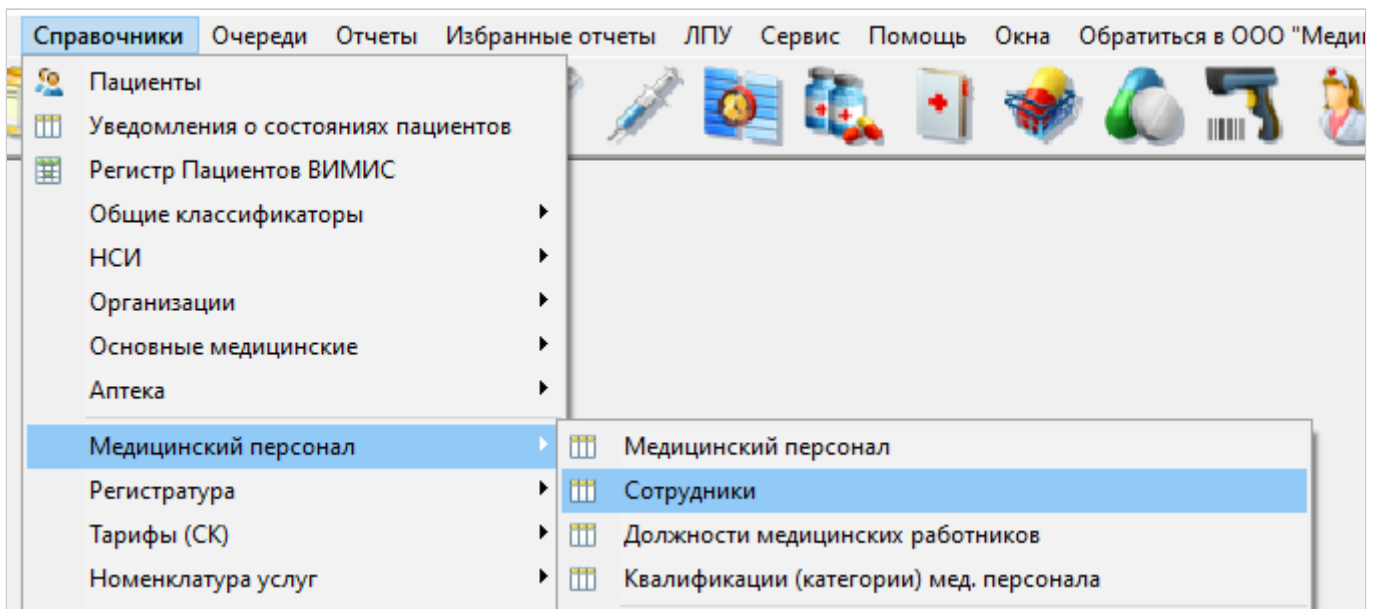 Справочники Очереди Отчеты Избранные отчеты ЛПУ Сервис Помощь Окна Обратиться в ООО "Меди
Пациенты
Уведомления о состояниях пациентов
Регистр Пациентов ВИМИС
Общие классификаторы
НСИ
Организации
Основные медицинские
Аптека
Медицинский персонал
Медицинский персонал
Регистратура
Сотрудники
Тарифы (СК)
Должности медицинских работников
Номенклатура услуг
Квалификации (категории) мед. персонала